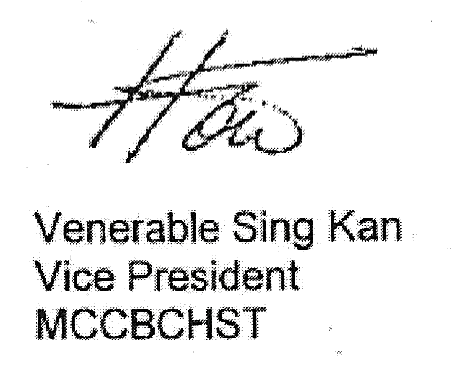 Venerable Sing Kan
Vice President
MCCBCHST